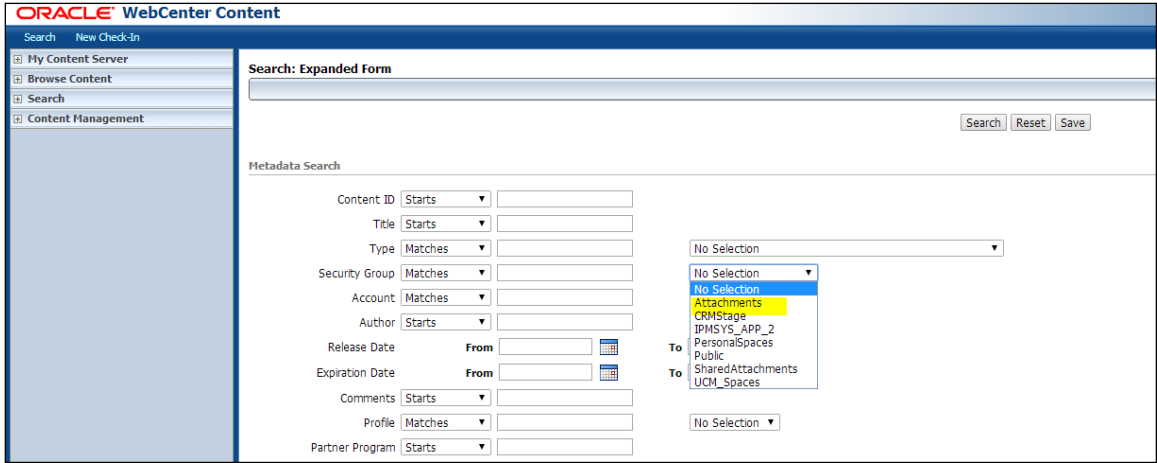 ORACLE WebCenter Content
Search New Check-In
My Content Server
Browse Content
Search
Content Management
Search: Expanded Form
Search Reset Save
Metadata Search
Content ID Starts
Title Starts
Type Matches No Selection
Security Group Matches No Selection
No Selection
Attachments
CRMStage
IPMSYS_APP_2
PersonalSpaces
Public
SharedAttachments
UCM_Spaces
Account Matches
Author Starts
Release Date From To
Expiration Date From To
Comments Starts
Profile Matches No Selection
Partner Program Starts